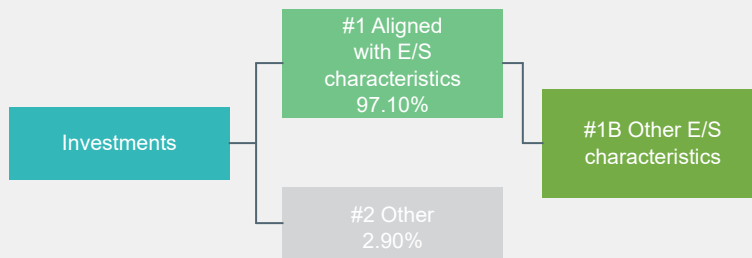 #1 Aligned
with E/S
characteristics
97.10%
Investments
#1B Other E/S
characteristics
#2 Other
2.90%